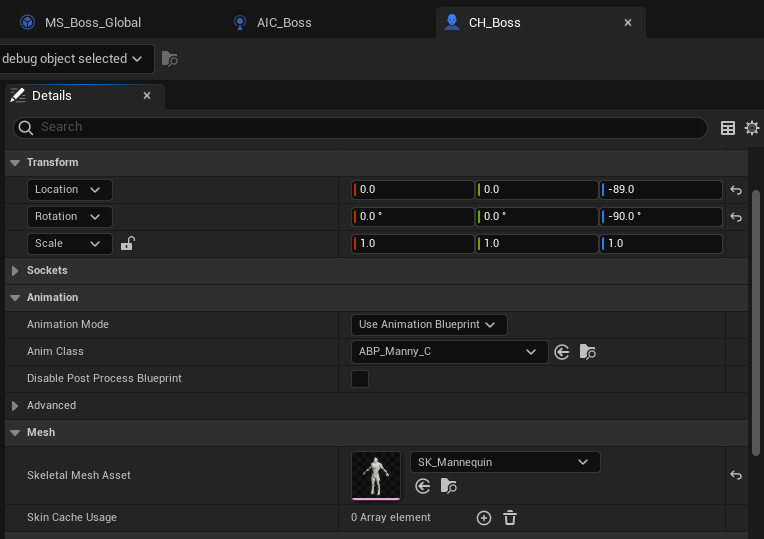 MS_Boss_Global AIC_Boss CH_Boss
debug object selected
Details
Search
Transform
Location 0.0 0.0 -89.0
Rotation 0.0 ° 0.0 ° -90.0 °
Scale 1.0 1.0 1.0
Sockets
Animation
Animation Mode Use Animation Blueprint
Anim Class ABP_Manny_C
Disable Post Process Blueprint
Advanced
Mesh
Skeletal Mesh Asset SK_Mannequin
Skin Cache Usage 0 Array element